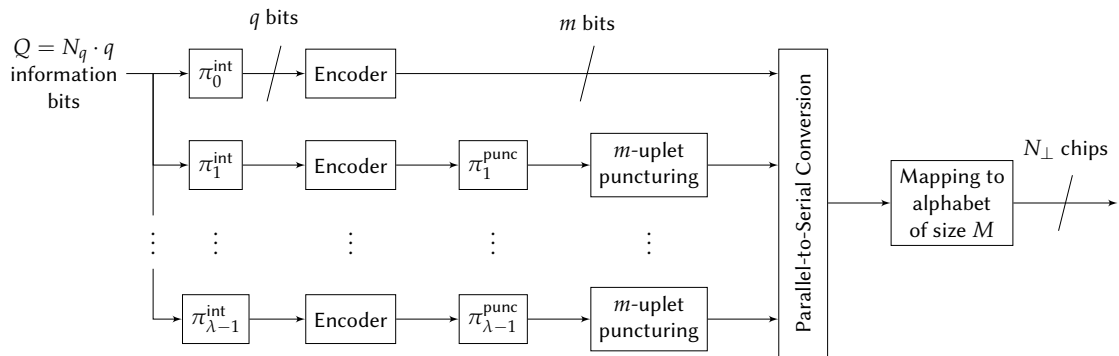 q bits
m bits
Q = N_q · q
information
bits
π_0^int
Encoder
π_1^int
Encoder
π_1^punc
m-uplet
puncturing
Parallel-to-Serial Conversion
Mapping to
alphabet
of size M
N_⊥ chips
⋮ ⋮ ⋮ ⋮ ⋮
π_{λ−1}^int
Encoder
π_{λ−1}^punc
m-uplet
puncturing